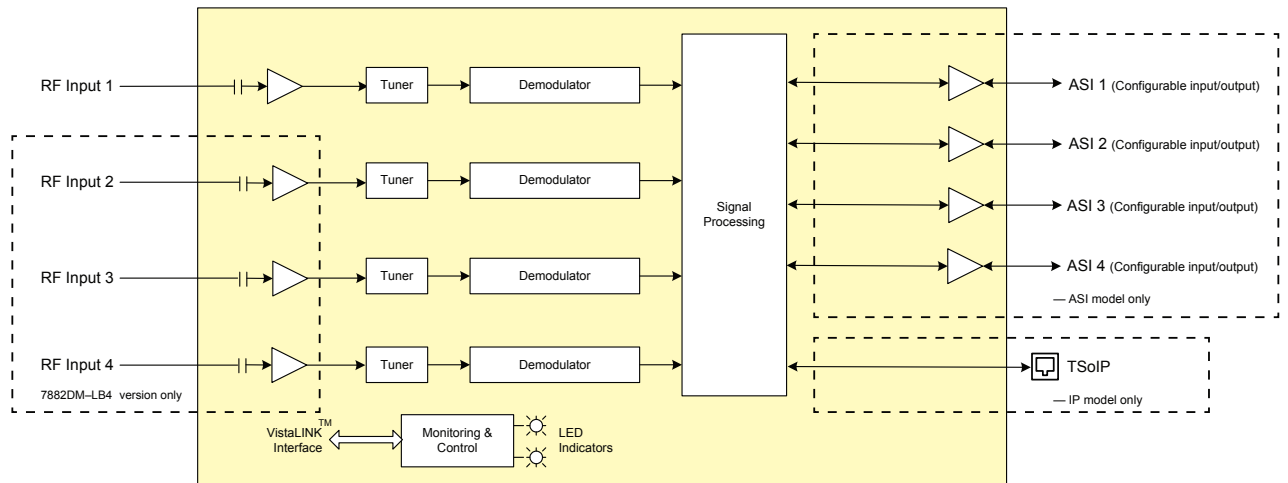 RF Input 1
Tuner
Demodulator
ASI 1 (Configurable input/output)
RF Input 2
Tuner
Demodulator
ASI 2 (Configurable input/output)
Signal
Processing
ASI 3 (Configurable input/output)
RF Input 3
Tuner
Demodulator
ASI 4 (Configurable input/output)
— ASI model only
RF Input 4
Tuner
Demodulator
TSoIP
7882DM–LB4 version only
— IP model only
VistaLINK™
Interface
Monitoring &
Control
LED
Indicators